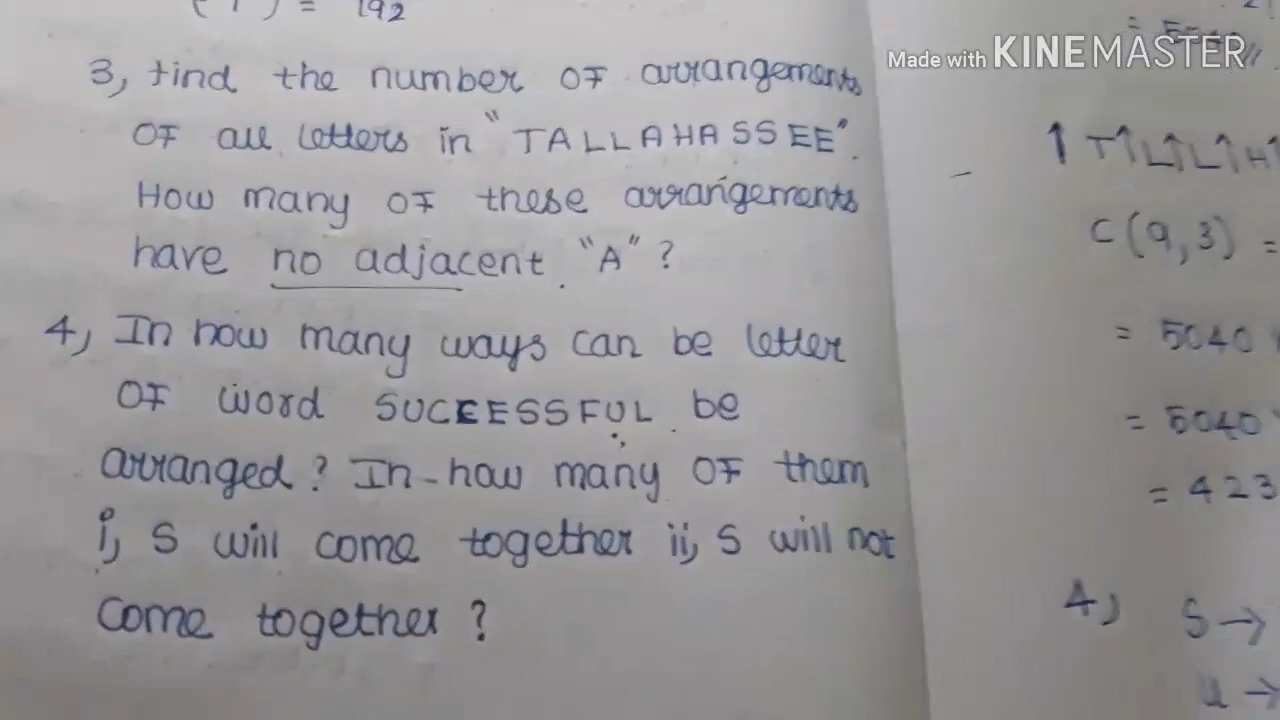 ( 7 ) = 192
3, find the number of arrangements
of all letters in "TALLAHASSEE".
How many of these arrangements
have no adjacent "A" ?
4, In how many ways can be letter
of word SUCCESSFUL be
arranged? In how many of them
i, S will come together ii, S will not
come together ?
Made with KINEMASTER
↑ T↑L↑L↑H↑
C(9,3) =
= 5040
= 5040
= 423
4, S →
u →